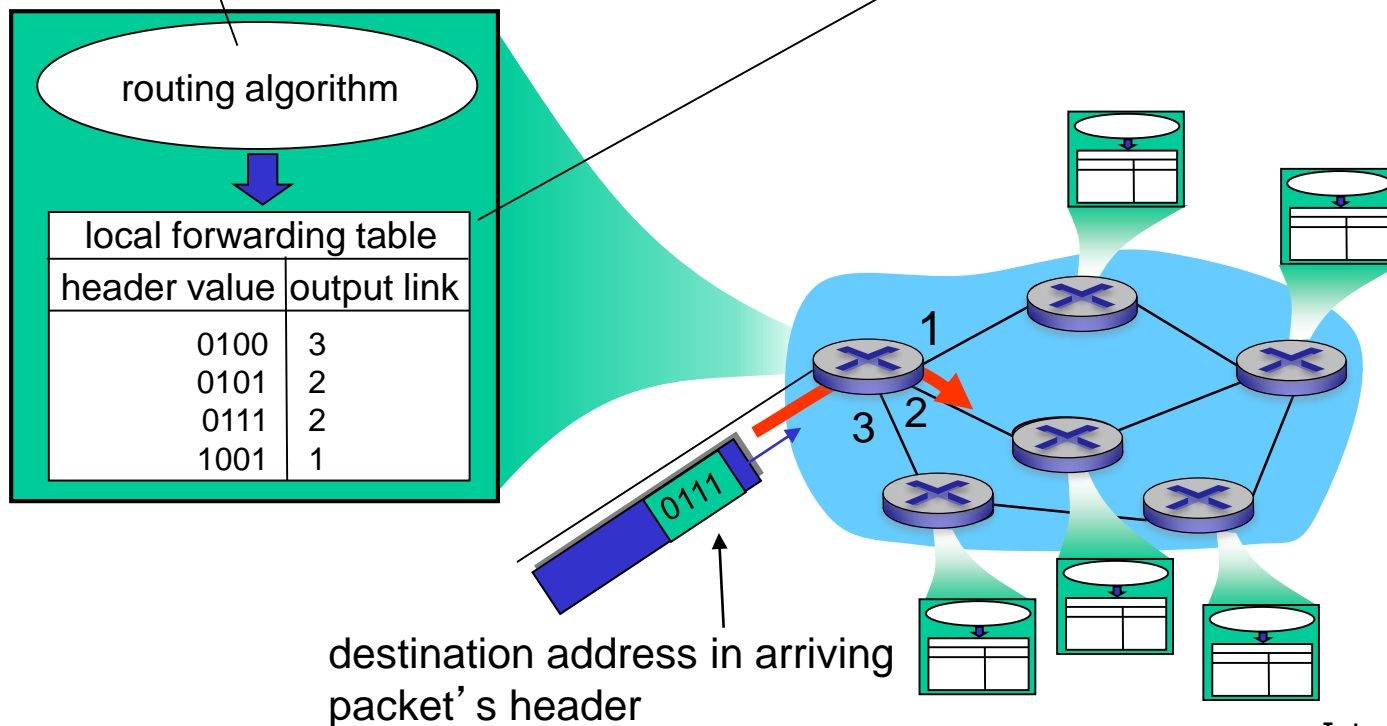 routing algorithm
local forwarding table
header value output link
0100 3
0101 2
0111 2
1001 1
1
2
3
0111
destination address in arriving
packet's header